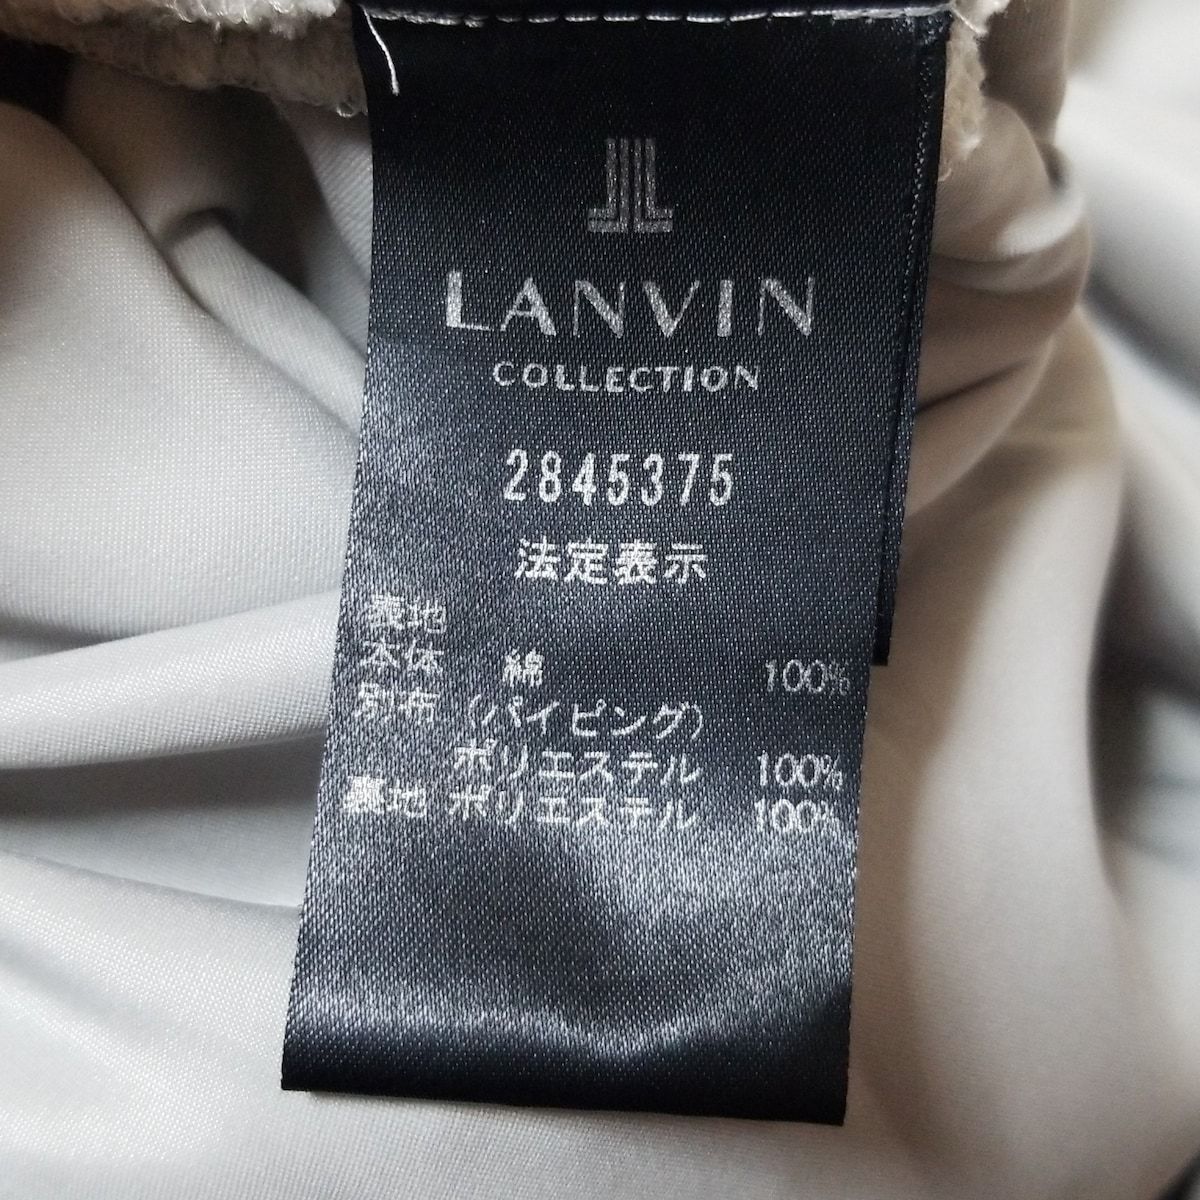 LANVIN
COLLECTION
2845375
法定表示
表地
本体 綿 100%
別布 (パイピング)
ポリエステル 100%
裏地 ポリエステル 100%